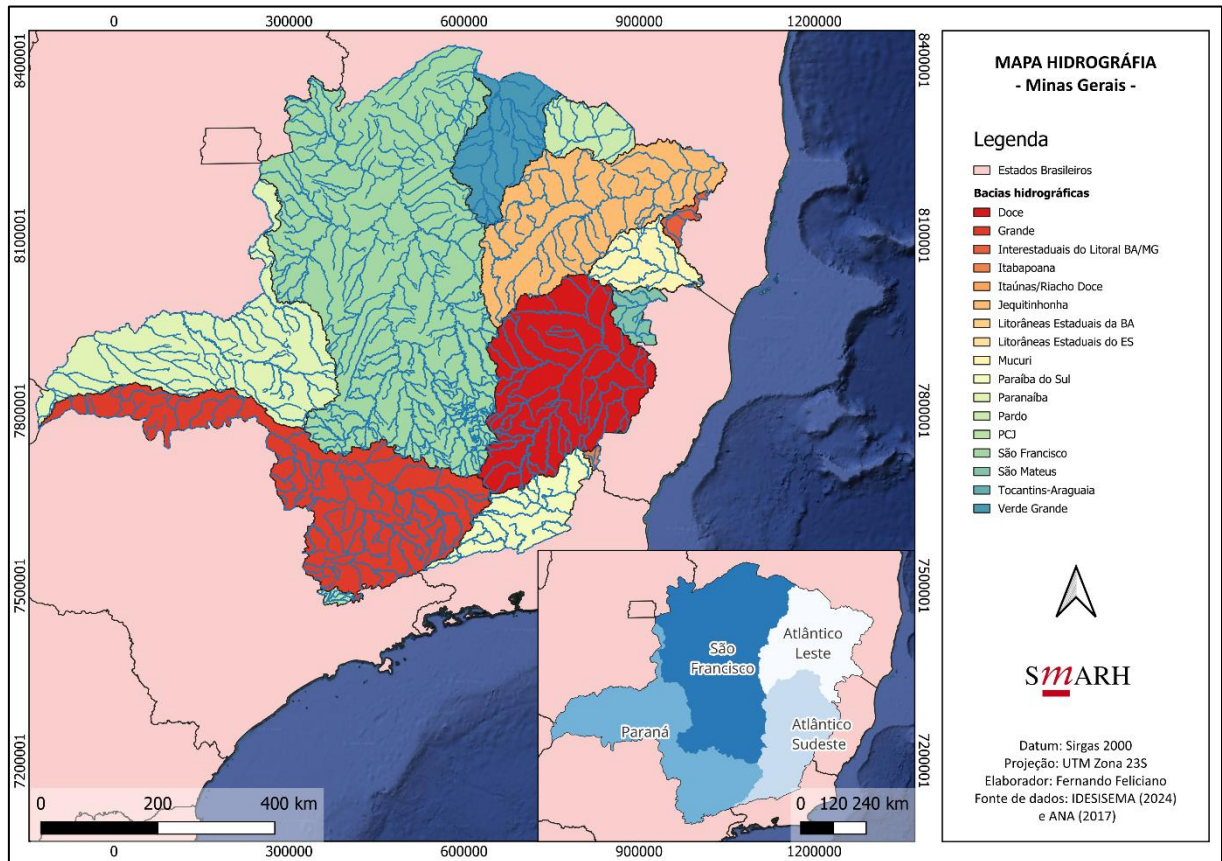 0 300000 600000 900000 1200000
8400001 8400001
8100001 8100001
7800001 7800001
7500001 7500001
7200001 7200001
0 200 400 km
São
Francisco
Atlântico
Leste
Paraná
Atlântico
Sudeste
0 120 240 km
0 300000 600000 900000 1200000
MAPA HIDROGRÁFIA
- Minas Gerais -
Legenda
Estados Brasileiros
Bacias hidrográficas
Doce
Grande
Interestaduais do Litoral BA/MG
Itabapoana
Itaúnas/Riacho Doce
Jequitinhonha
Litorâneas Estaduais da BA
Litorâneas Estaduais do ES
Mucuri
Paraíba do Sul
Paranaíba
Pardo
PCJ
São Francisco
São Mateus
Tocantins-Araguaia
Verde Grande
SmARH
Datum: Sirgas 2000
Projeção: UTM Zona 23S
Elaborador: Fernando Feliciano
Fonte de dados: IDESISEMA (2024)
e ANA (2017)